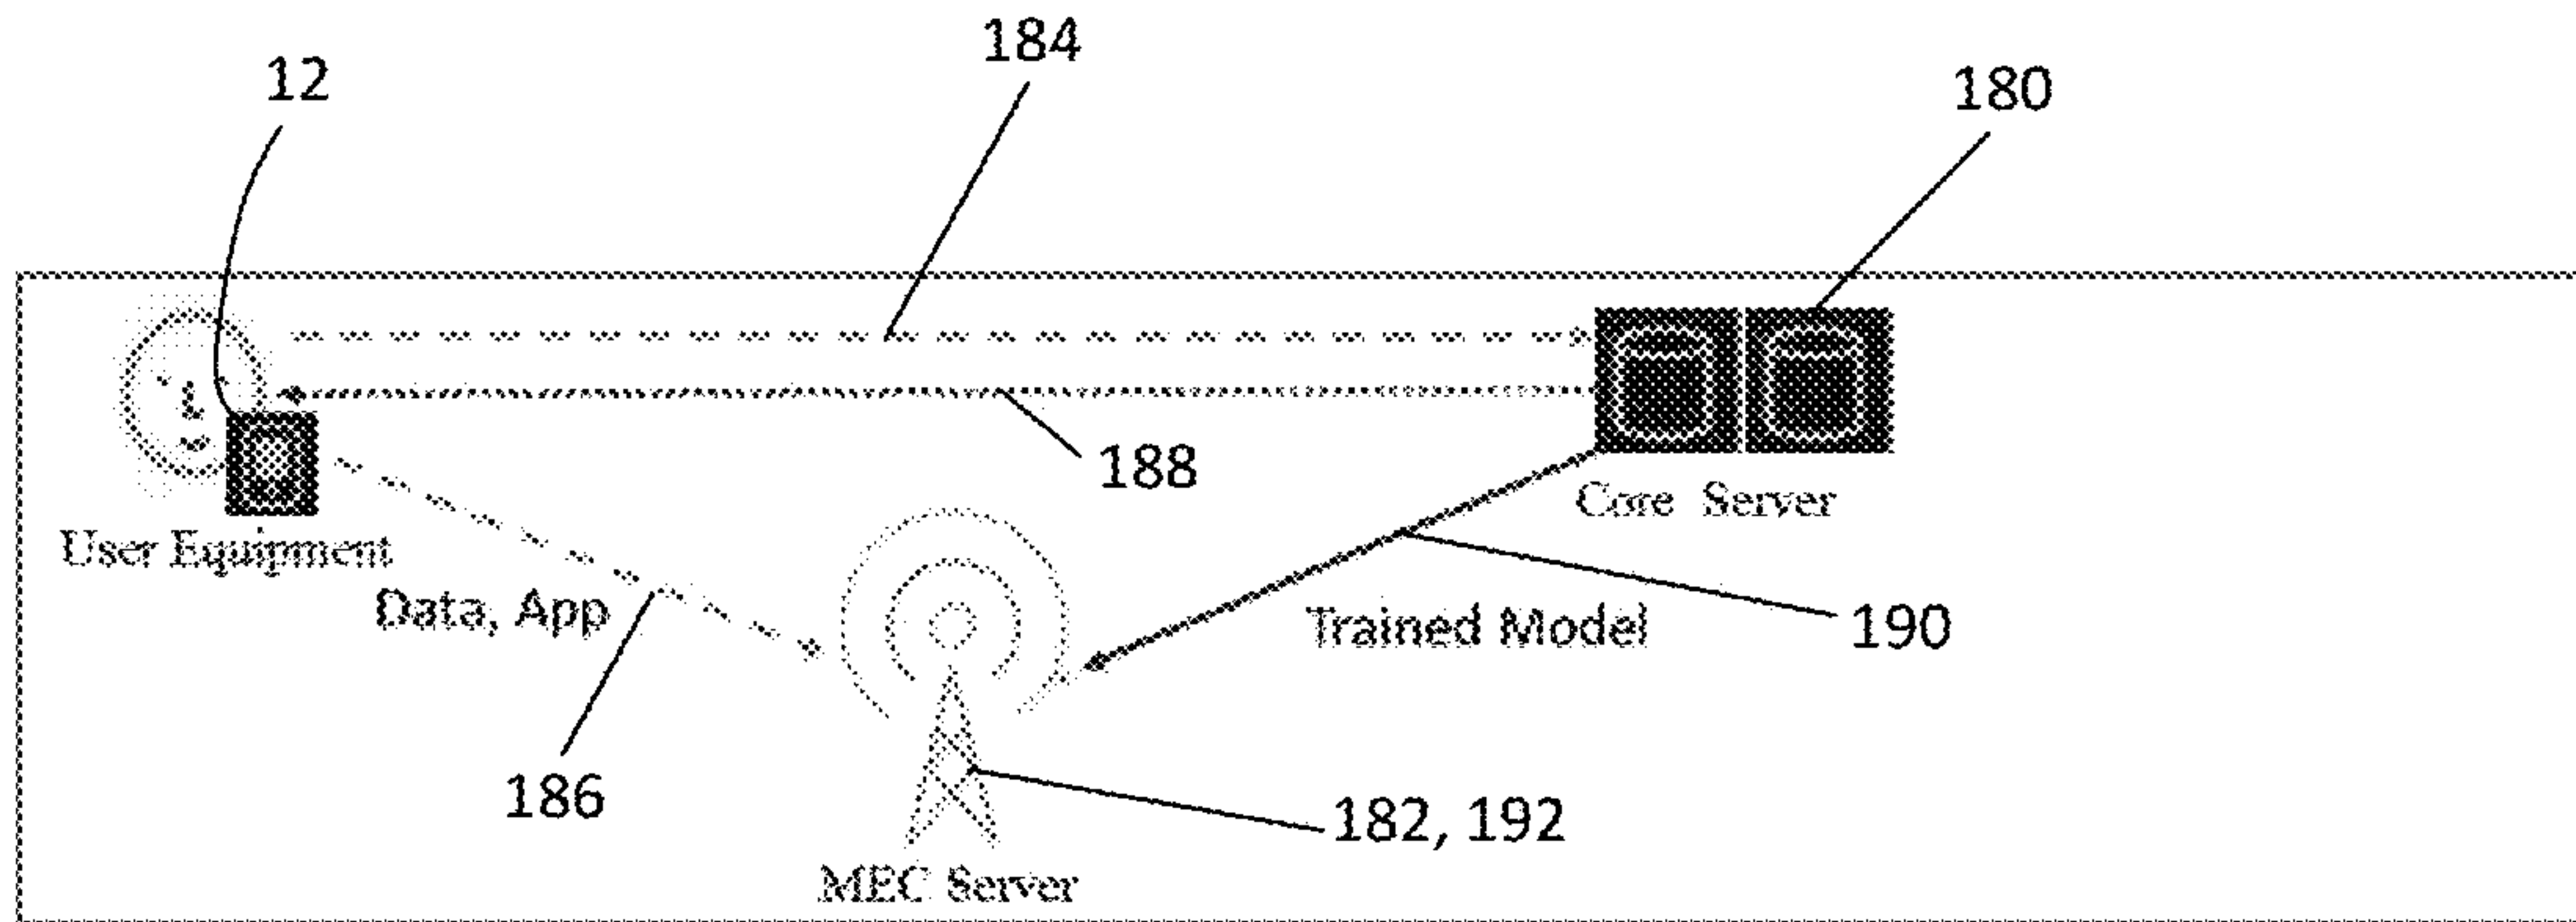 184
12
180
188
Core Server
User Equipment
Data, App
Trained Model
190
186
182, 192
MEC Server